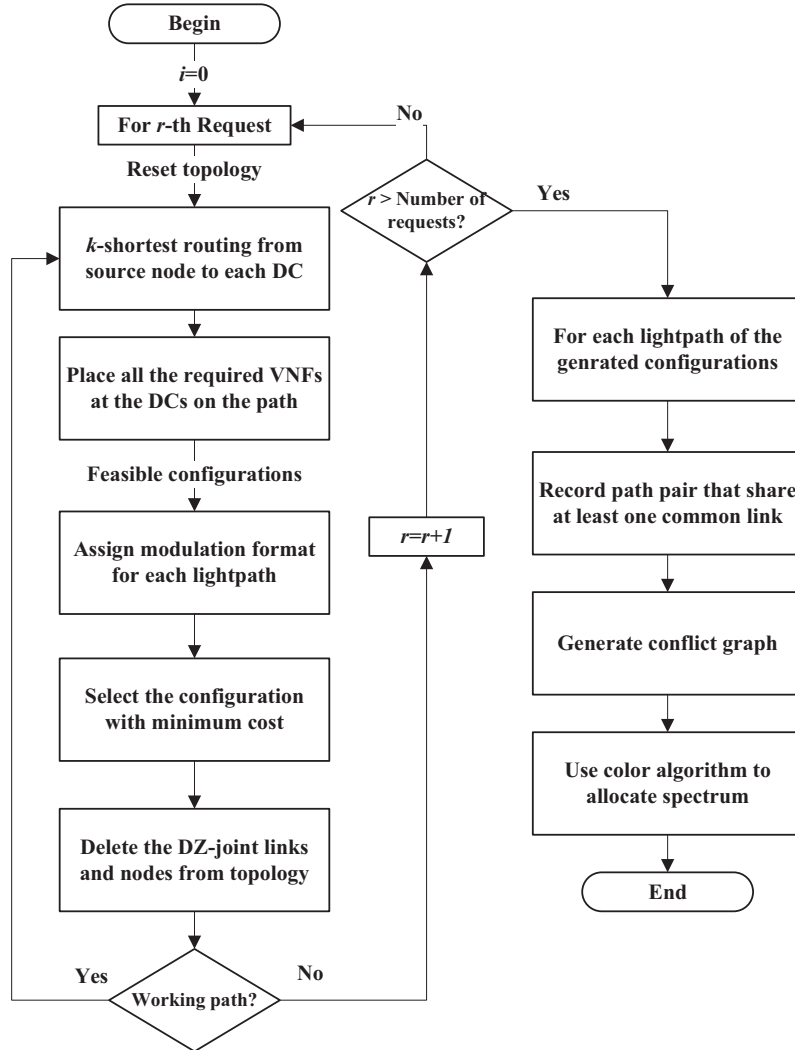 Begin
i=0
For r-th Request
Reset topology
k-shortest routing from
source node to each DC
Place all the required VNFs
at the DCs on the path
Feasible configurations
Assign modulation format
for each lightpath
Select the configuration
with minimum cost
Delete the DZ-joint links
and nodes from topology
Working path?
Yes
No
r=r+1
r > Number of
requests?
No
Yes
For each lightpath of the
genrated configurations
Record path pair that share
at least one common link
Generate conflict graph
Use color algorithm to
allocate spectrum
End